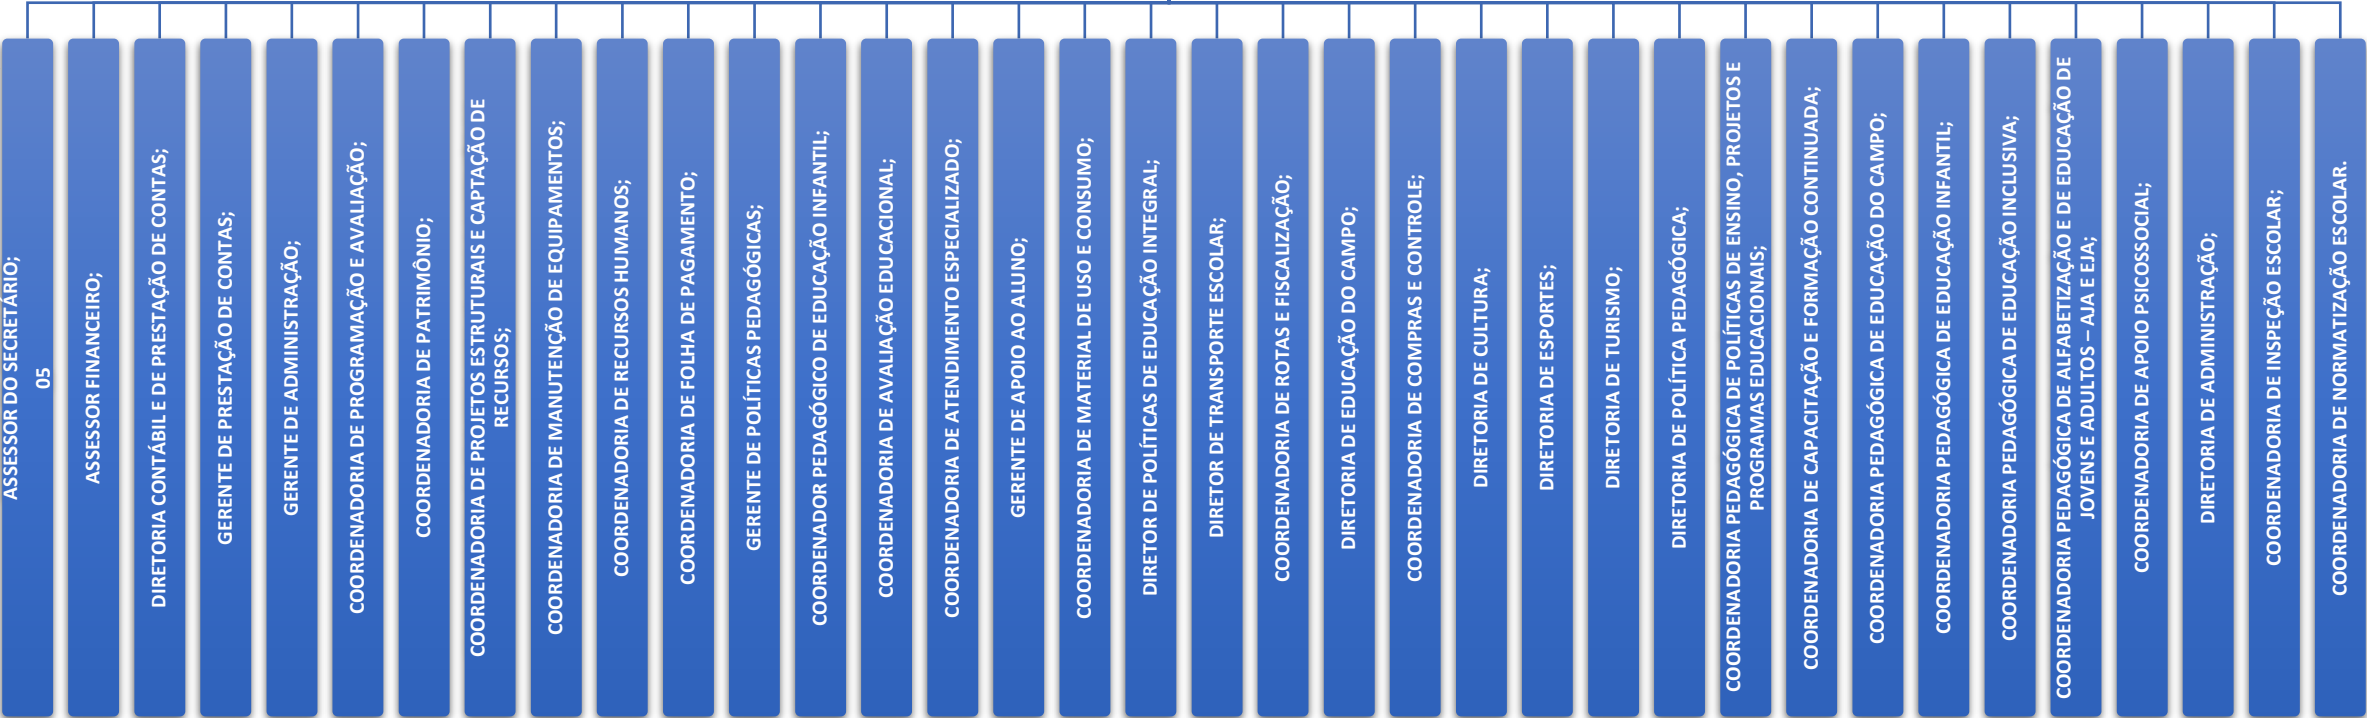 ASSESSOR DO SECRETÁRIO;
05
ASSESSOR FINANCEIRO;
DIRETORIA CONTÁBIL E DE PRESTAÇÃO DE CONTAS;
GERENTE DE PRESTAÇÃO DE CONTAS;
GERENTE DE ADMINISTRAÇÃO;
COORDENADORIA DE PROGRAMAÇÃO E AVALIAÇÃO;
COORDENADORIA DE PATRIMÔNIO;
COORDENADORIA DE PROJETOS ESTRUTURAIS E CAPTAÇÃO DE
RECURSOS;
COORDENADORIA DE MANUTENÇÃO DE EQUIPAMENTOS;
COORDENADORIA DE RECURSOS HUMANOS;
COORDENADORIA DE FOLHA DE PAGAMENTO;
GERENTE DE POLÍTICAS PEDAGÓGICAS;
COORDENADOR PEDAGÓGICO DE EDUCAÇÃO INFANTIL;
COORDENADORIA DE AVALIAÇÃO EDUCACIONAL;
COORDENADORIA DE ATENDIMENTO ESPECIALIZADO;
GERENTE DE APOIO AO ALUNO;
COORDENADORIA DE MATERIAL DE USO E CONSUMO;
DIRETOR DE POLÍTICAS DE EDUCAÇÃO INTEGRAL;
DIRETOR DE TRANSPORTE ESCOLAR;
COORDENADORIA DE ROTAS E FISCALIZAÇÃO;
DIRETORIA DE EDUCAÇÃO DO CAMPO;
COORDENADORIA DE COMPRAS E CONTROLE;
DIRETORIA DE CULTURA;
DIRETORIA DE ESPORTES;
DIRETORIA DE TURISMO;
DIRETORIA DE POLÍTICA PEDAGÓGICA;
COORDENADORIA PEDAGÓGICA DE POLÍTICAS DE ENSINO, PROJETOS E
PROGRAMAS EDUCACIONAIS;
COORDENADORIA DE CAPACITAÇÃO E FORMAÇÃO CONTINUADA;
COORDENADORIA PEDAGÓGICA DE EDUCAÇÃO DO CAMPO;
COORDENADORIA PEDAGÓGICA DE EDUCAÇÃO INFANTIL;
COORDENADORIA PEDAGÓGICA DE EDUCAÇÃO INCLUSIVA;
COORDENADORIA PEDAGÓGICA DE ALFABETIZAÇÃO E DE EDUCAÇÃO DE
JOVENS E ADULTOS – AJA E EJA;
COORDENADORIA DE APOIO PSICOSSOCIAL;
DIRETORIA DE ADMINISTRAÇÃO;
COORDENADORIA DE INSPEÇÃO ESCOLAR;
COORDENADORIA DE NORMATIZAÇÃO ESCOLAR.